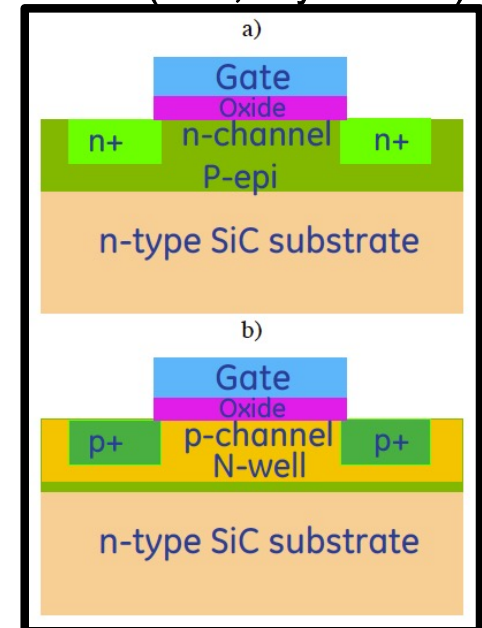 a)
Gate
Oxide
n+ n-channel n+
P-epi
n-type SiC substrate
b)
Gate
Oxide
p+ p-channel p+
N-well
n-type SiC substrate